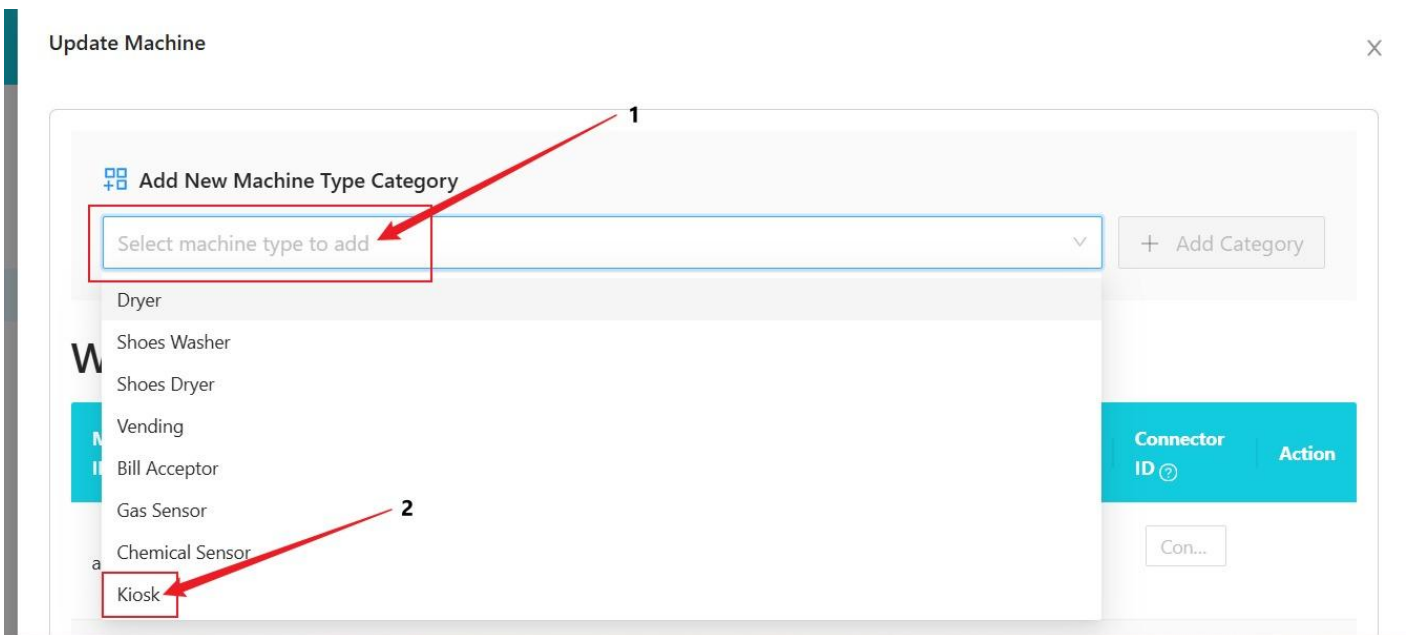 Update Machine
1
Add New Machine Type Category
Select machine type to add
+ Add Category
Dryer
Shoes Washer
Shoes Dryer
Vending
Bill Acceptor
Gas Sensor
Chemical Sensor
Kiosk
2
Connector
ID
Action
Con...